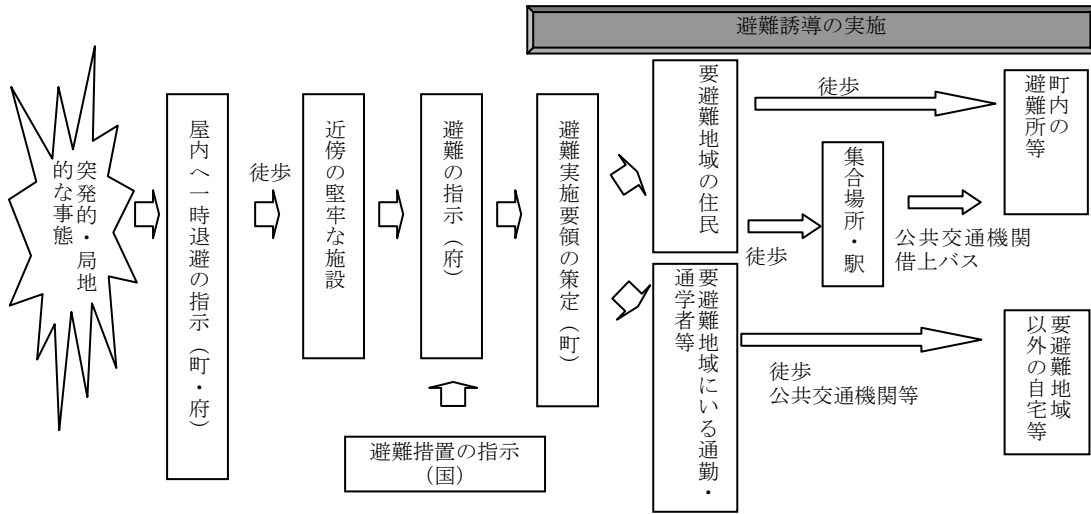 避難誘導の実施
突発的・局地
的な事態
屋内へ一時退避の指示（町・府）
徒歩
近傍の堅牢な施設
避難の指示（府）
避難措置の指示
（国）
避難実施要領の策定（町）
要避難地域の住民
徒歩
町内の
避難所等
徒歩
集合場所・駅
公共交通機関
借上バス
要避難地域にいる通勤・
通学者等
徒歩
公共交通機関等
要避難地域
以外の自宅等